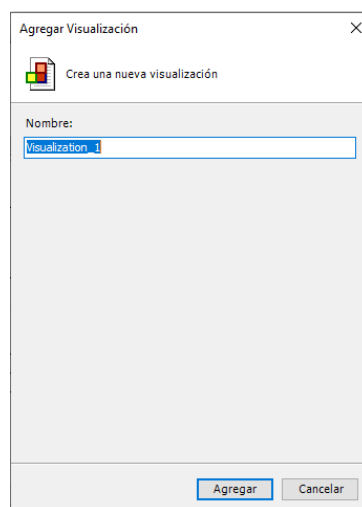 Agregar Visualización
Crea una nueva visualización
Nombre:
Visualization_1
Agregar
Cancelar